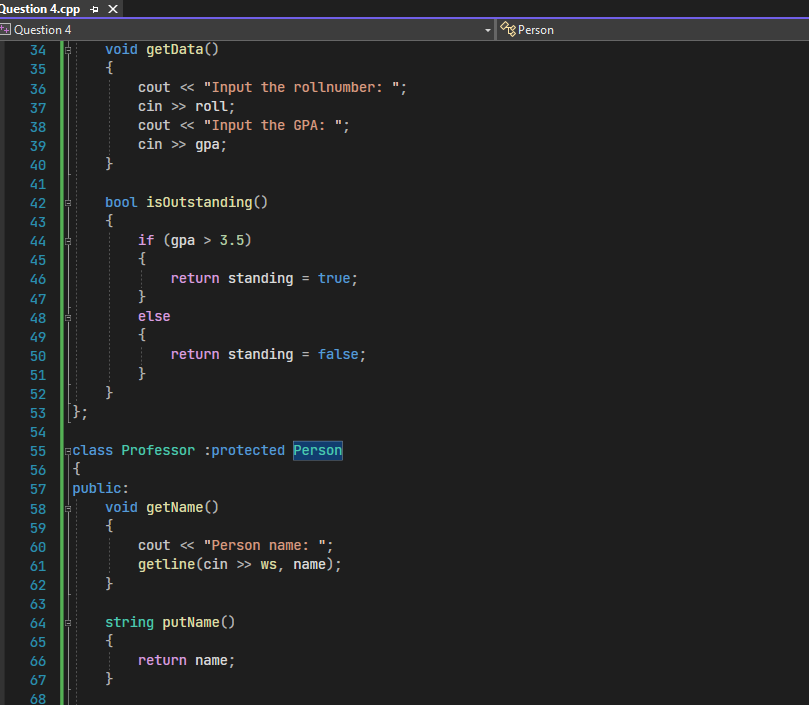 Question 4.cpp
Question 4
Person
34 void getData()
35 {
36 cout << "Input the rollnumber: ";
37 cin >> roll;
38 cout << "Input the GPA: ";
39 cin >> gpa;
40 }
41
42 bool isOutstanding()
43 {
44 if (gpa > 3.5)
45 {
46 return standing = true;
47 }
48 else
49 {
50 return standing = false;
51 }
52 }
53 };
54
55 class Professor :protected Person
56 {
57 public:
58 void getName()
59 {
60 cout << "Person name: ";
61 getline(cin >> ws, name);
62 }
63
64 string putName()
65 {
66 return name;
67 }
68